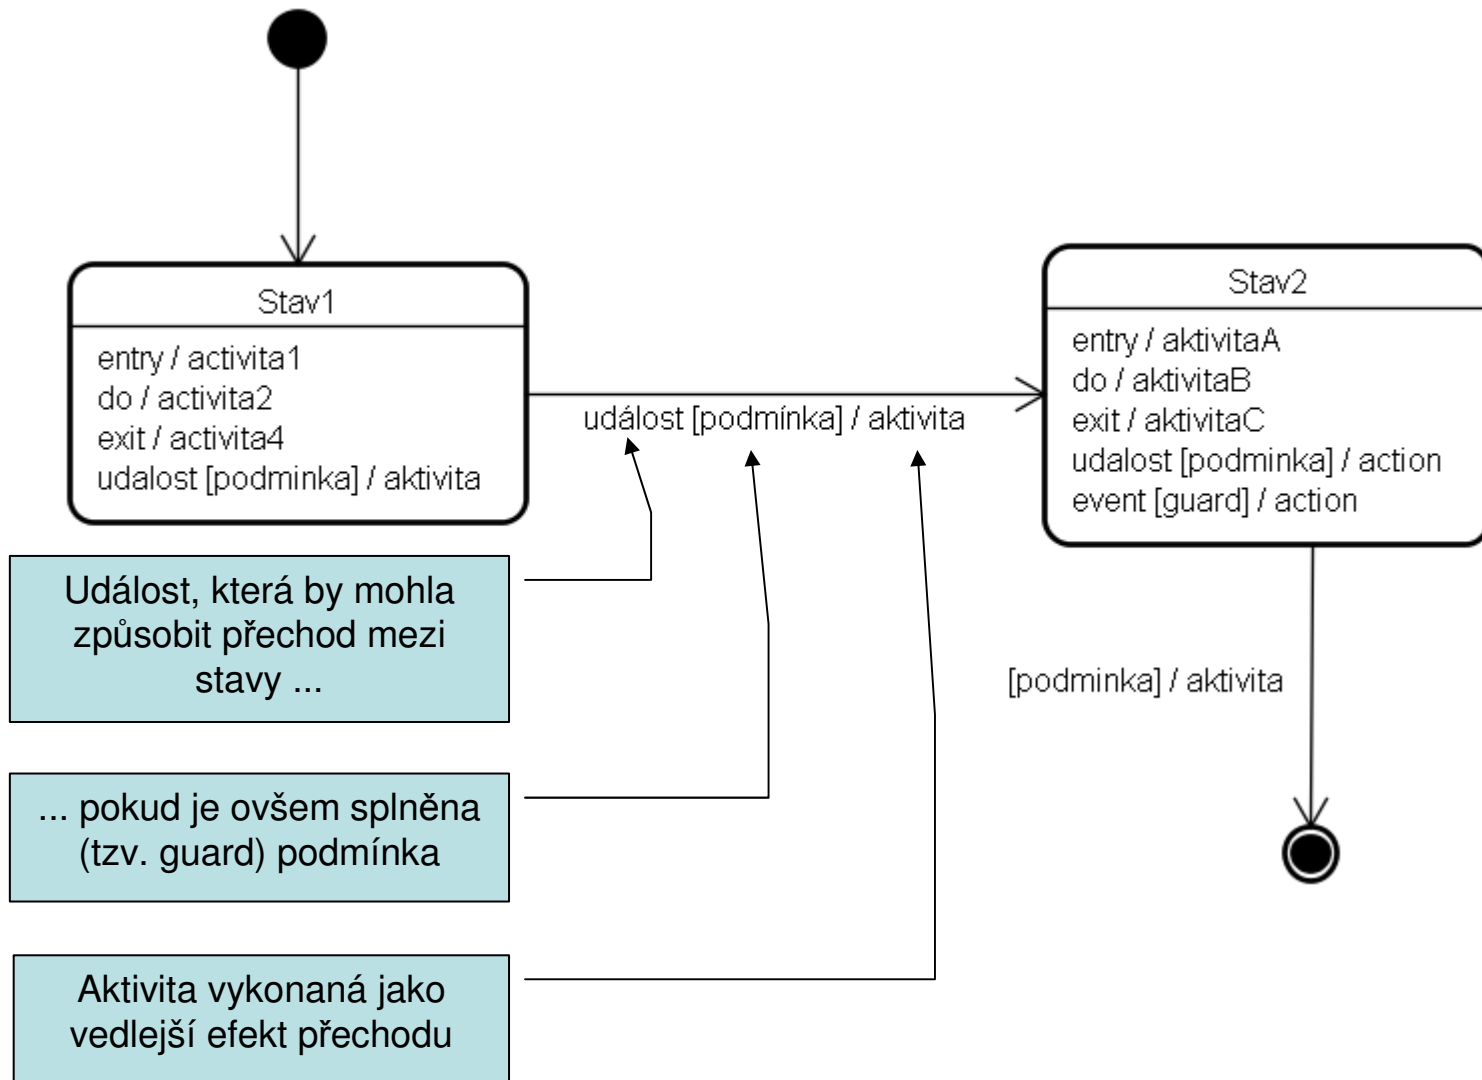 Stav1
entry / activita1
do / activita2
exit / activita4
udalost [podminka] / aktivita
událost [podmínka] / aktivita
Stav2
entry / aktivitaA
do / aktivitaB
exit / aktivitaC
udalost [podminka] / action
event [guard] / action
Událost, která by mohla
způsobit přechod mezi
stavy ...
[podminka] / aktivita
... pokud je ovšem splněna
(tzv. guard) podmínka
Aktivita vykonaná jako
vedlejší efekt přechodu